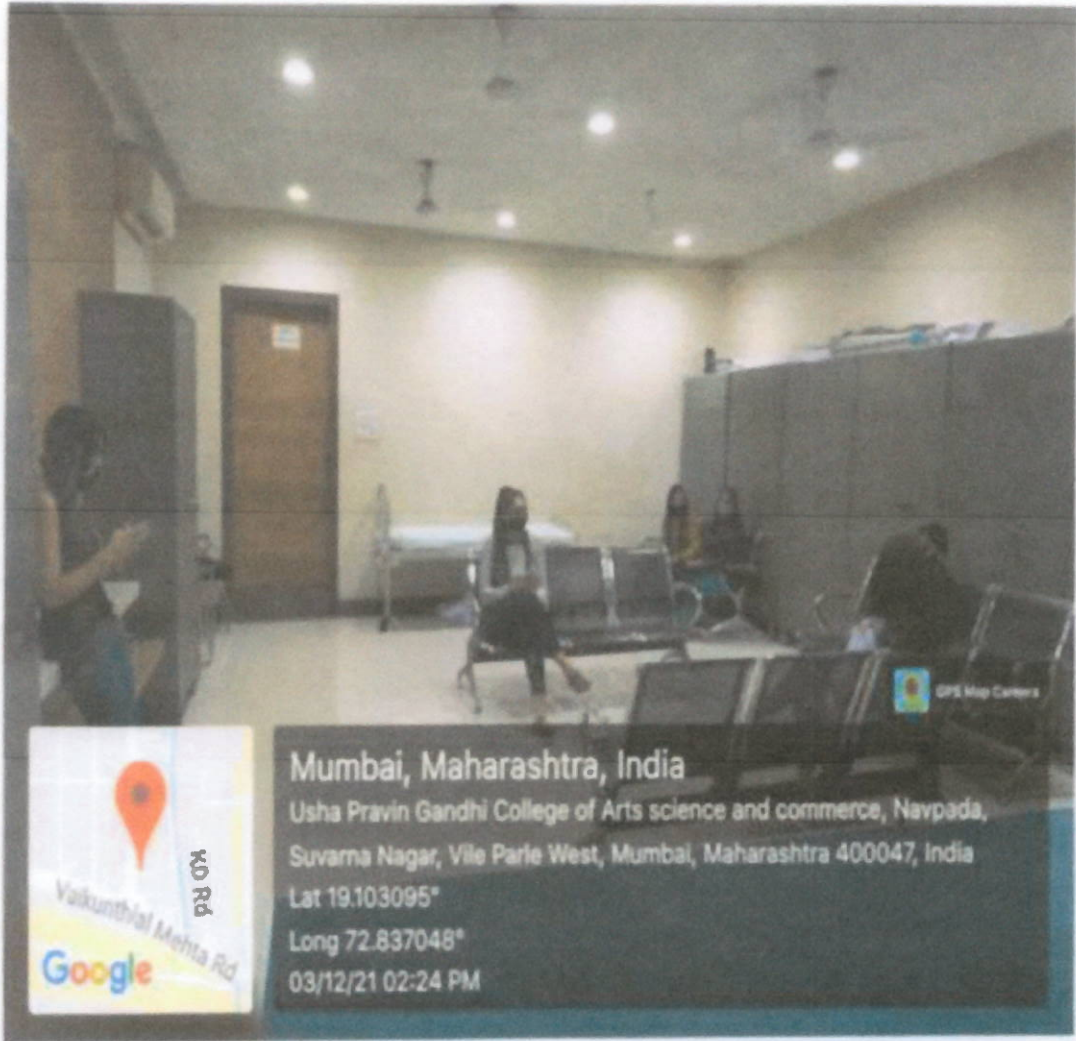 GPS Map Camera
Mumbai, Maharashtra, India
Usha Pravin Gandhi College of Arts science and commerce, Navpada,
Suvarna Nagar, Vile Parle West, Mumbai, Maharashtra 400047, India
Lat 19.103095°
Long 72.837048°
03/12/21 02:24 PM
KD Rd
Vaikunthlal Mehta Rd
Google